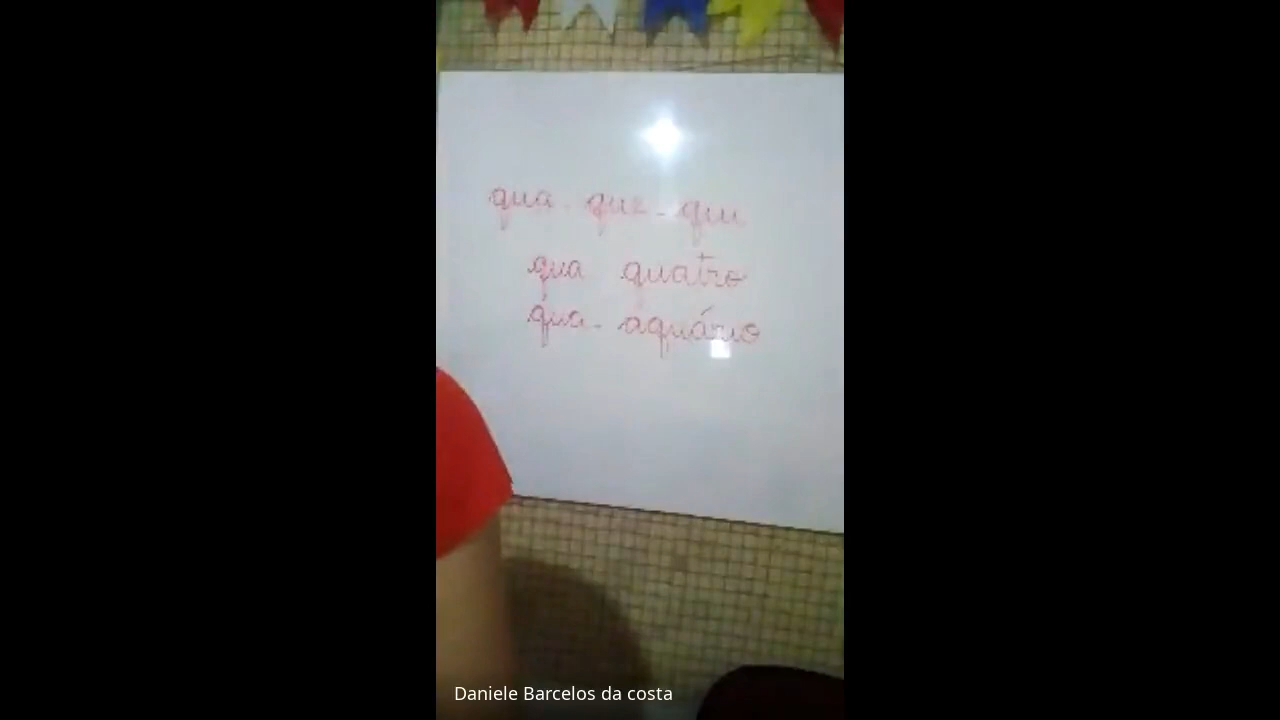 qua - que - qui
qua quatro
qua - aquário
Daniele Barcelos da costa